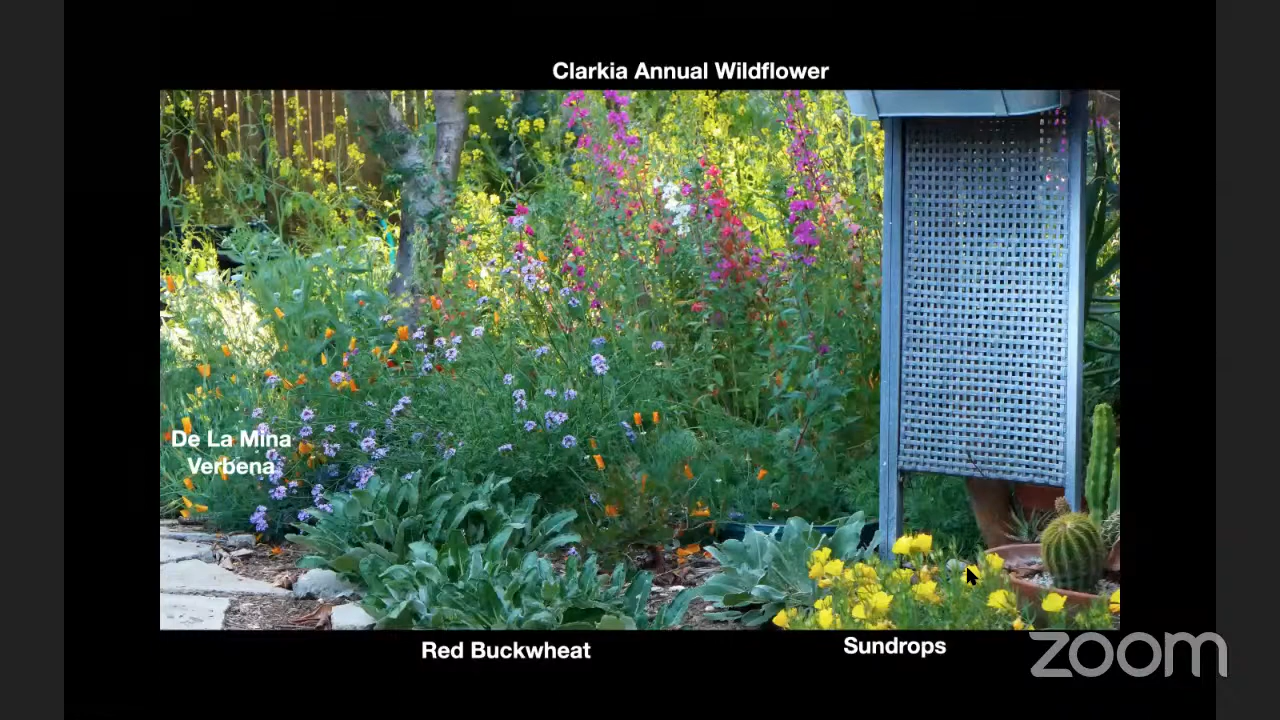 Clarkia Annual Wildflower
De La Mina
Verbena
Red Buckwheat
Sundrops
zoom